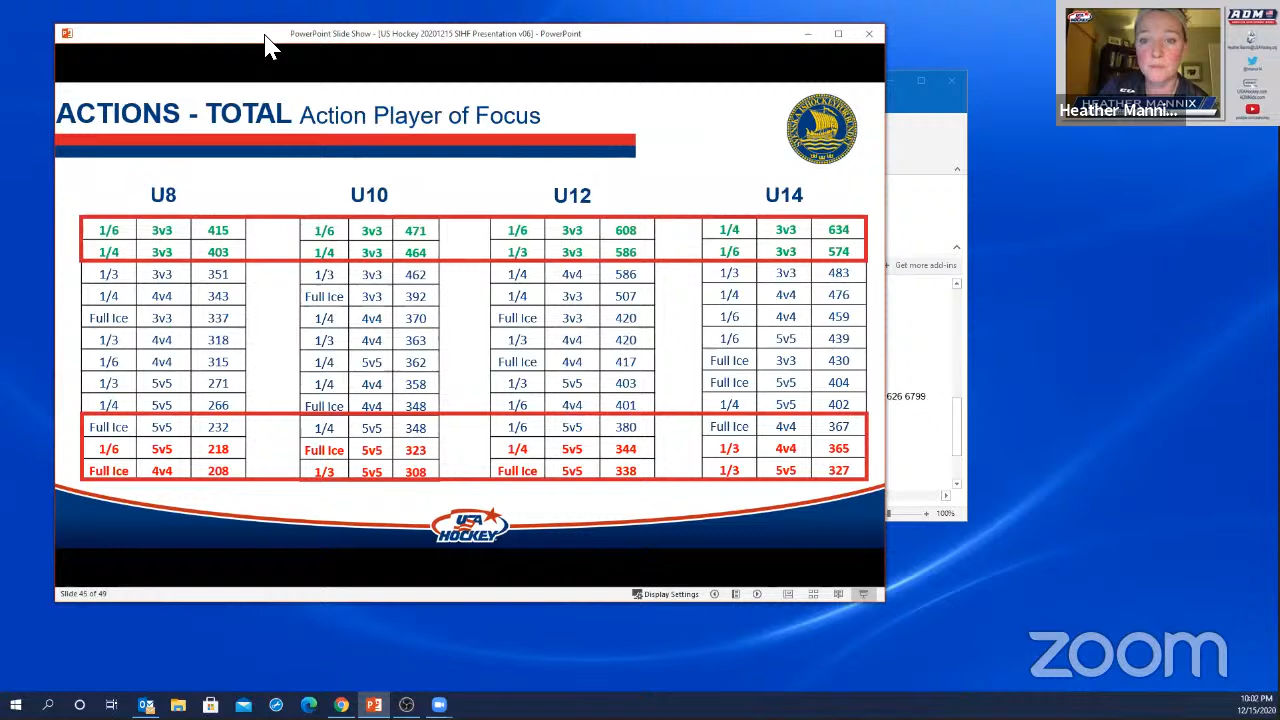 PowerPoint Slide Show - [US Hockey 20201215 SIHF Presentation v06] - PowerPoint
ACTIONS - TOTAL Action Player of Focus
U8 U10 U12 U14
1/6 3v3 415 1/6 3v3 471 1/6 3v3 608 1/4 3v3 634
1/4 3v3 403 1/4 3v3 464 1/3 3v3 586 1/6 3v3 574
1/3 3v3 351 1/3 3v3 462 1/4 4v4 586 1/3 3v3 483
1/4 4v4 343 Full Ice 3v3 392 1/4 3v3 507 1/4 4v4 476
Full Ice 3v3 337 1/4 4v4 370 Full Ice 3v3 420 1/6 4v4 459
1/3 4v4 318 1/3 4v4 363 1/3 4v4 420 1/6 5v5 439
1/6 4v4 315 1/4 5v5 362 Full Ice 4v4 417 Full Ice 3v3 430
1/3 5v5 271 1/4 4v4 358 1/3 5v5 403 Full Ice 5v5 404
1/4 5v5 266 Full Ice 4v4 348 1/6 4v4 401 1/4 5v5 402
Full Ice 5v5 232 1/4 5v5 348 1/6 5v5 380 Full Ice 4v4 367
1/6 5v5 218 Full Ice 5v5 323 1/4 5v5 344 1/3 4v4 365
Full Ice 4v4 208 1/3 5v5 308 Full Ice 5v5 338 1/3 5v5 327
USA
HOCKEY
Slide 45 of 49
Display Settings
Get more add-ins
626 6799
100%
ADM
HEATHER MANNIX
Heather Manni...
zoom
10:02 PM
12/15/2020